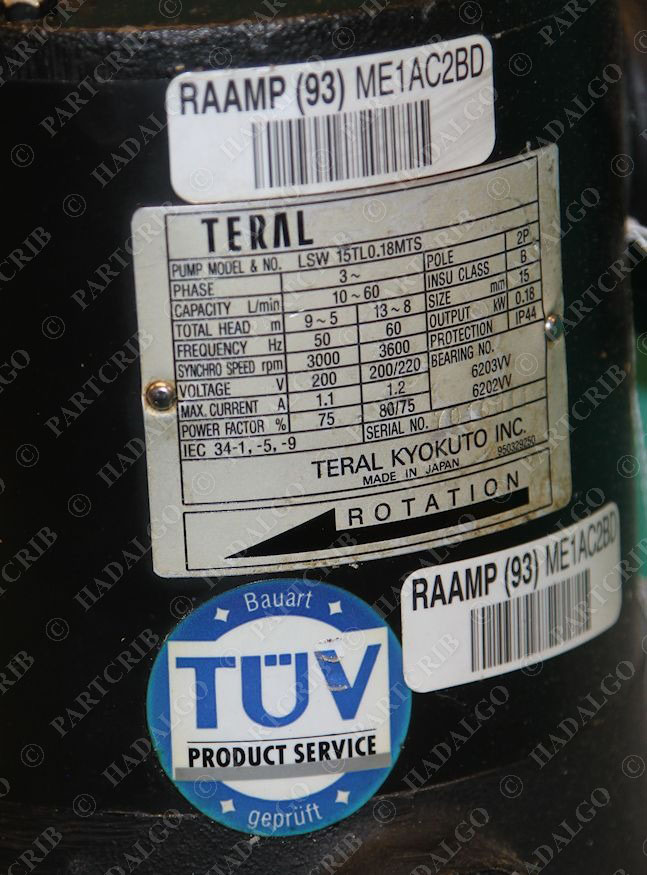 RAAMP (93) ME1AC2BD
TERAL
PUMP MODEL & NO. LSW 15TL0.18MTS
PHASE 3~ POLE 2P
CAPACITY L/min 10~60 INSU CLASS B
TOTAL HEAD m 9~5 13~8 SIZE mm 15
FREQUENCY Hz 50 60 OUTPUT kW 0.18
SYNCHRO SPEED rpm 3000 3600 PROTECTION IP44
VOLTAGE V 200 200/220 BEARING NO.
MAX. CURRENT A 1.1 1.2 6203VV
POWER FACTOR % 75 80/75 6202VV
IEC 34-1, -5, -9 SERIAL NO.
TERAL KYOKUTO INC.
MADE IN JAPAN 950329250
ROTATION
RAAMP (93) ME1AC2BD
Bauart
TÜV
PRODUCT SERVICE
geprüft
© PARTCRIB
© HADALGO